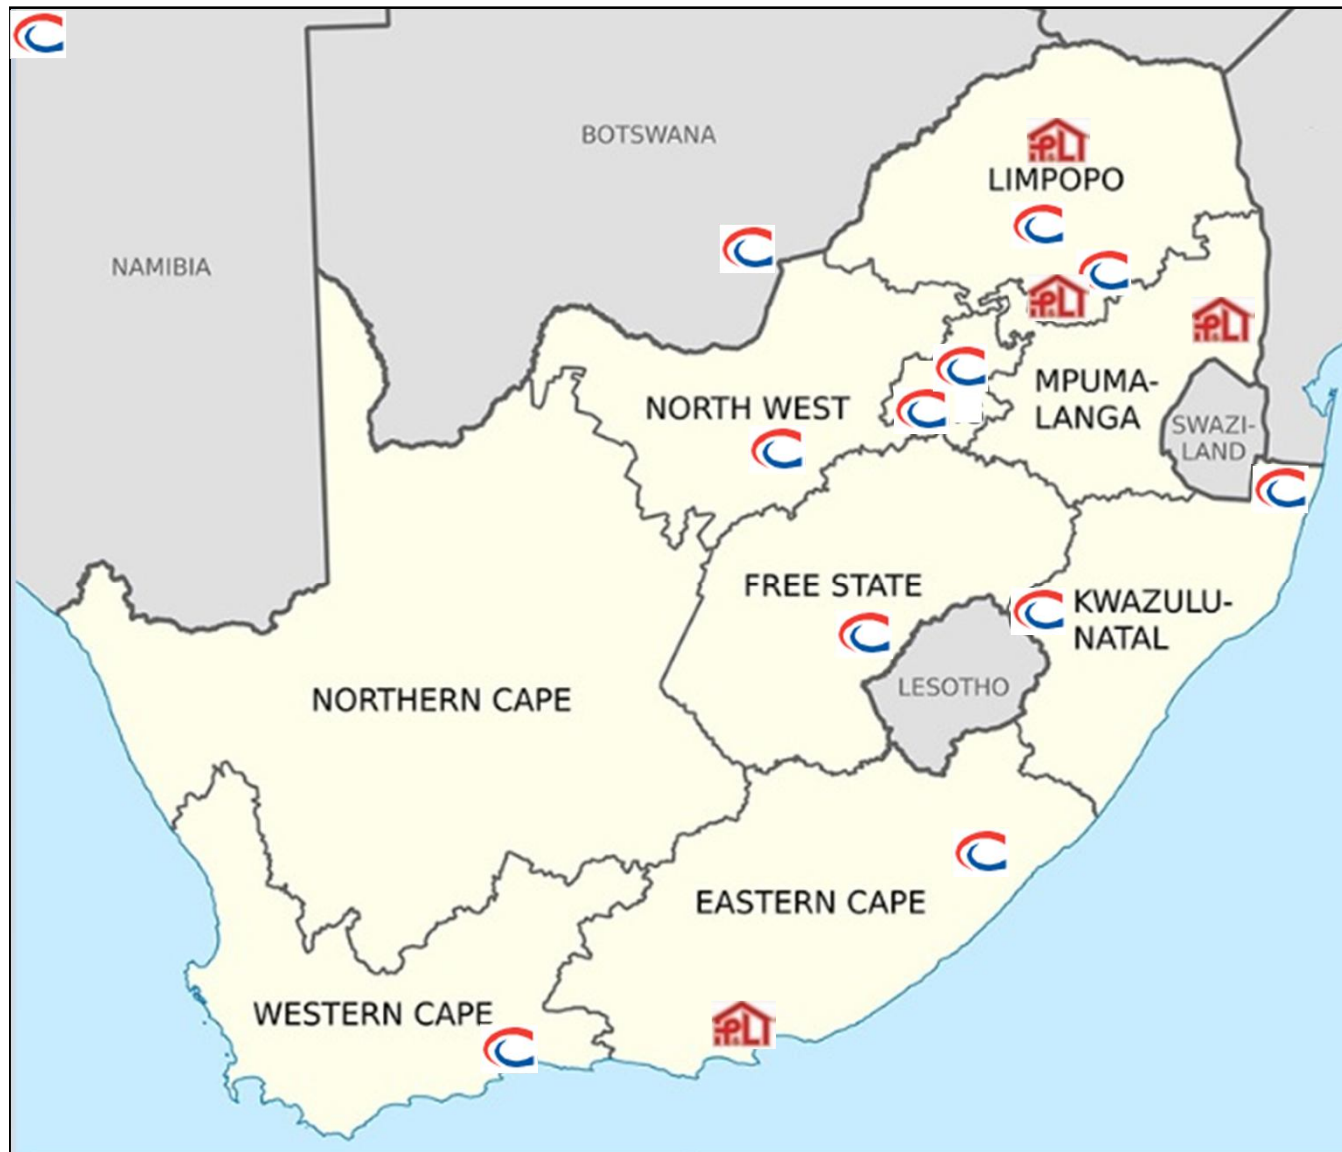 BOTSWANA
LIMPOPO
NAMIBIA
NORTH WEST
MPUMA-
LANGA
SWAZI-
LAND
FREE STATE
KWAZULU-
NATAL
LESOTHO
NORTHERN CAPE
EASTERN CAPE
WESTERN CAPE